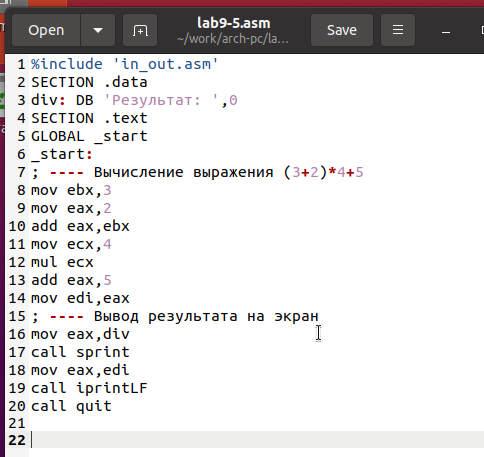 Open
lab9-5.asm
~/work/arch-pc/la...
Save
1 %include 'in_out.asm'
2 SECTION .data
3 div: DB 'Результат: ',0
4 SECTION .text
5 GLOBAL _start
6 _start:
7 ; ---- Вычисление выражения (3+2)*4+5
8 mov ebx,3
9 mov eax,2
10 add eax,ebx
11 mov ecx,4
12 mul ecx
13 add eax,5
14 mov edi,eax
15 ; ---- Вывод результата на экран
16 mov eax,div
17 call sprint
18 mov eax,edi
19 call iprintLF
20 call quit
21
22